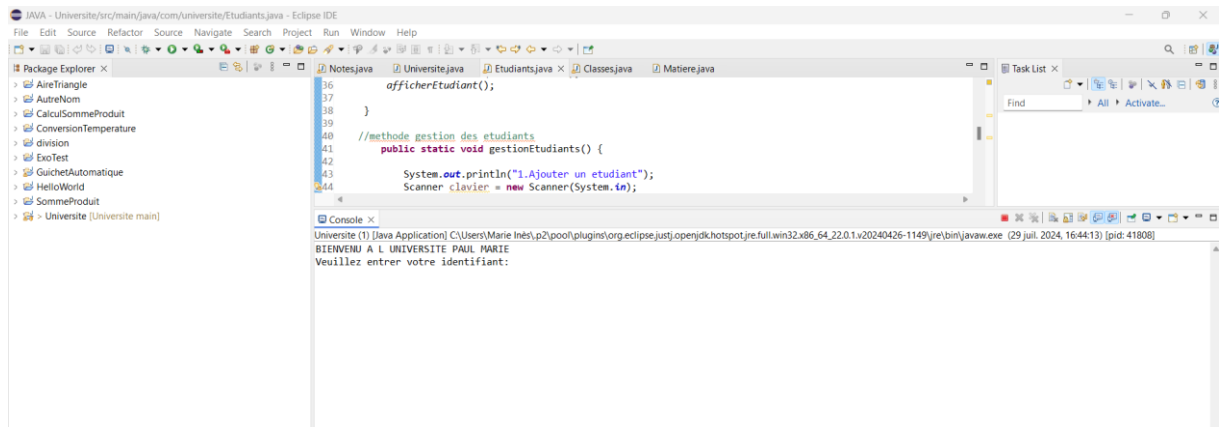 JAVA - Universite/src/main/java/com/universite/Etudiants.java - Eclipse IDE
File Edit Source Refactor Source Navigate Search Project Run Window Help
Package Explorer
AireTriangle
AutreNom
CalculSommeProduit
ConversionTemperature
division
ExoTest
GuichetAutomatique
HelloWorld
SommeProduit
> Universite [Universite main]
Notes.java Universite.java Etudiants.java Classes.java Matiere.java
36 afficherEtudiant();
37
38 }
39
40 //methode gestion des etudiants
41 public static void gestionEtudiants() {
42
43 System.out.println("1.Ajouter un etudiant");
44 Scanner clavier = new Scanner(System.in);
Task List
Find All Activate...
Console
Universite (1) [Java Application] C:\Users\Marie Inès\.p2\pool\plugins\org.eclipse.justj.openjdk.hotspot.jre.full.win32.x86_64_22.0.1.v20240426-1149\jre\bin\javaw.exe (29 juil. 2024, 16:44:13) [pid: 41808]
BIENVENU A L UNIVERSITE PAUL MARIE
Veuillez entrer votre identifiant: